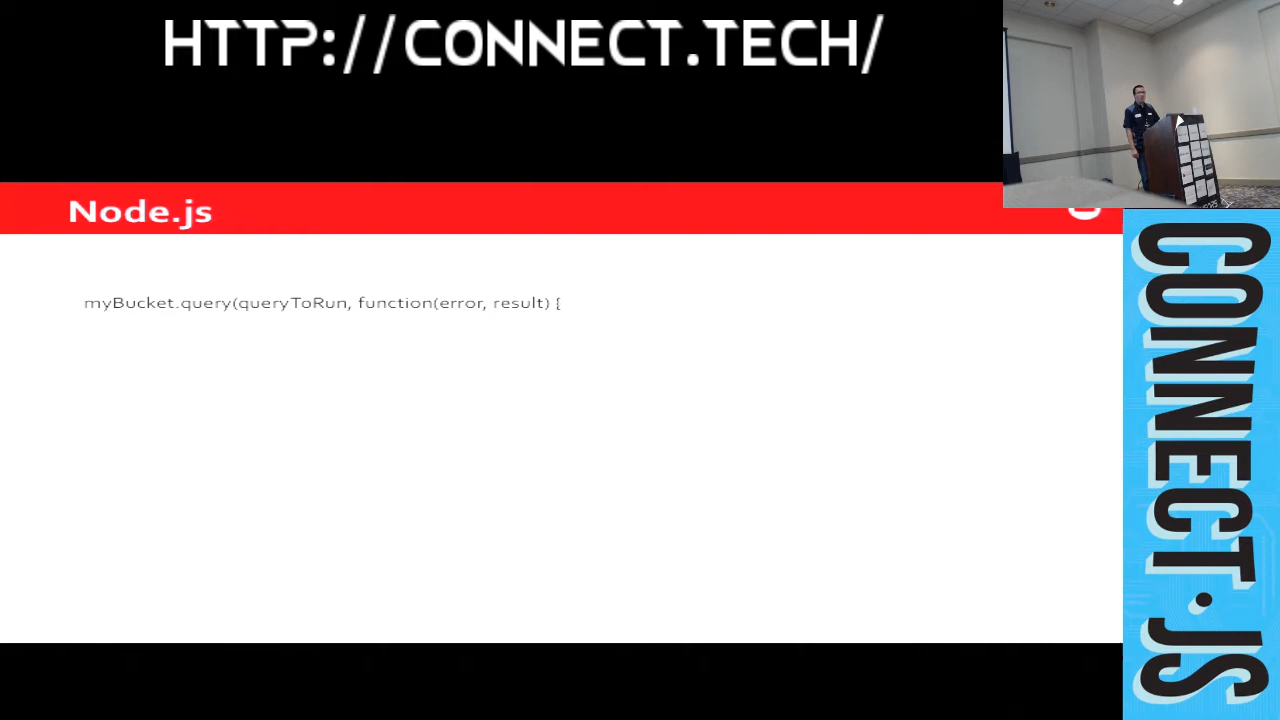 HTTP://CONNECT.TECH/
Node.js
myBucket.query(queryToRun, function(error, result) {
CONNECT.JS